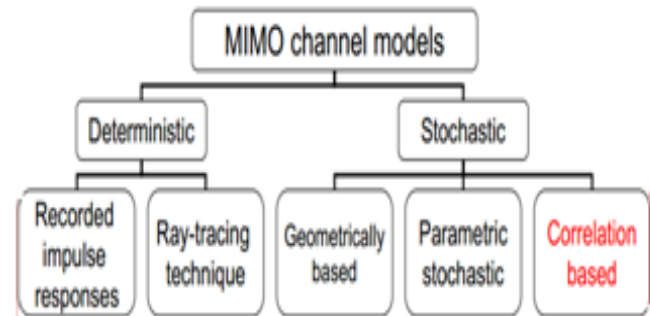 MIMO channel models
Deterministic
Stochastic
Recorded
impulse
responses
Ray-tracing
technique
Geometrically
based
Parametric
stochastic
Correlation
based